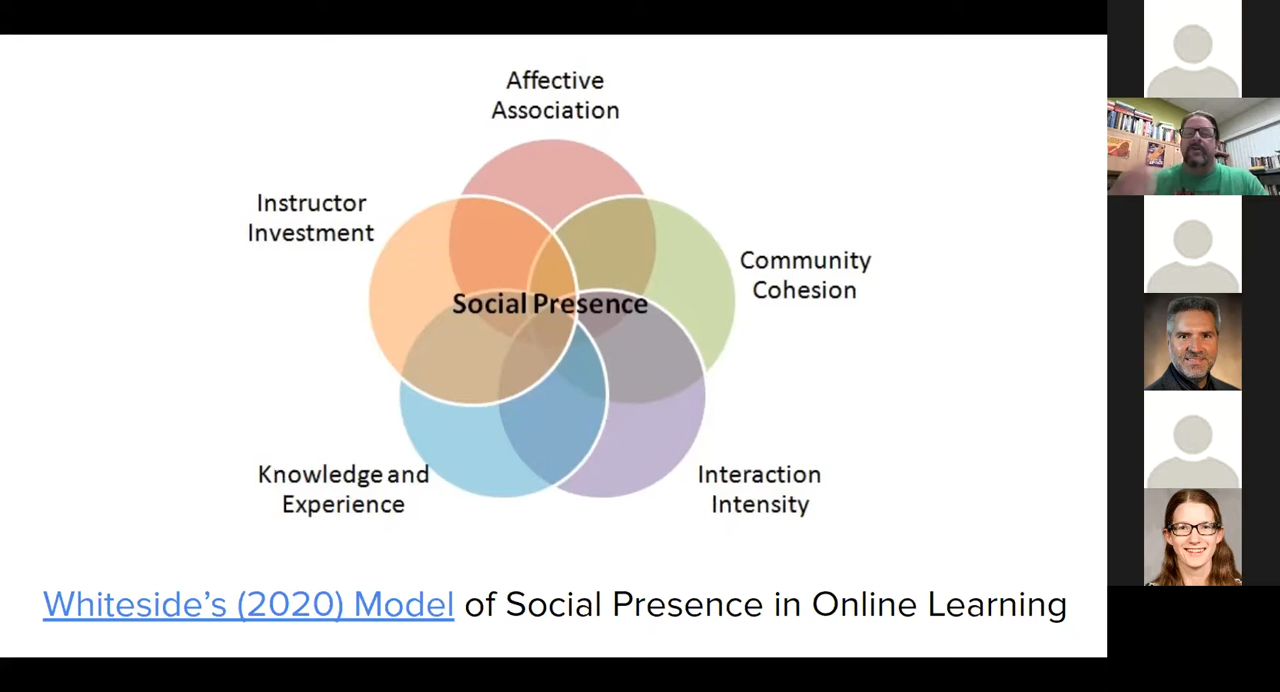 Affective
Association
Instructor
Investment
Community
Cohesion
Social Presence
Knowledge and
Experience
Interaction
Intensity
Whiteside’s (2020) Model of Social Presence in Online Learning